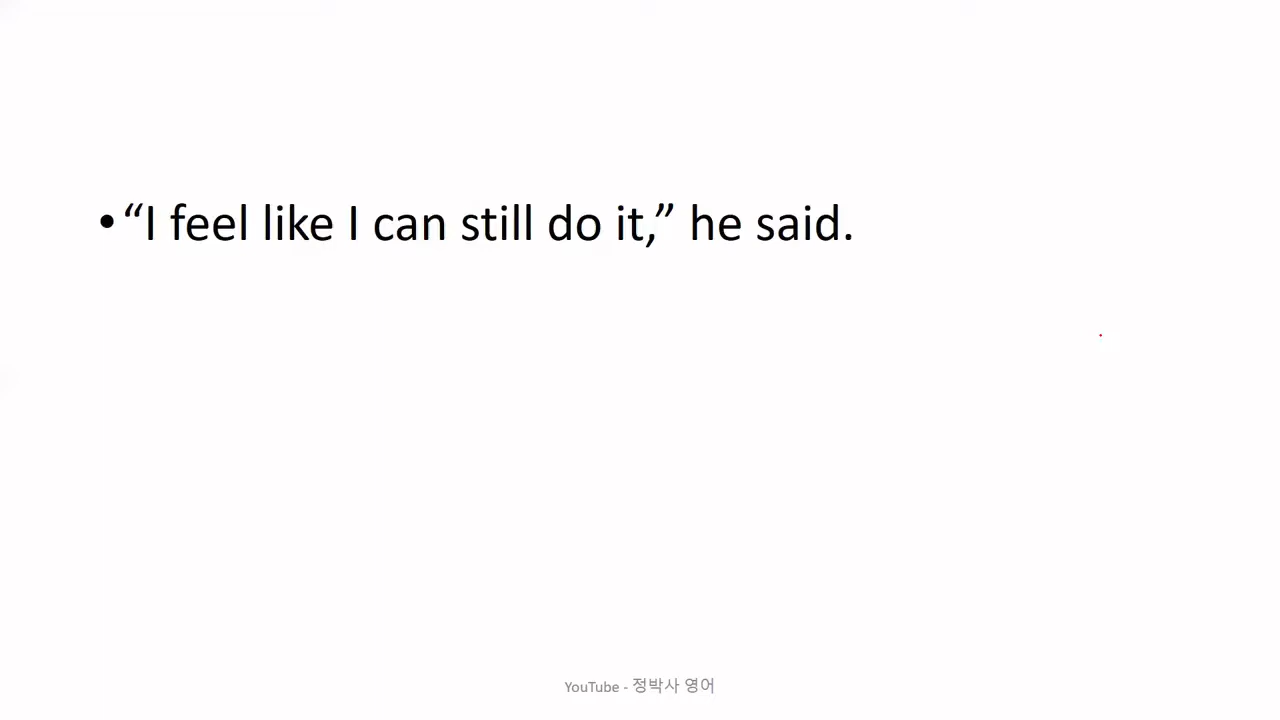 •“I feel like I can still do it,” he said.
YouTube - 정박사 영어